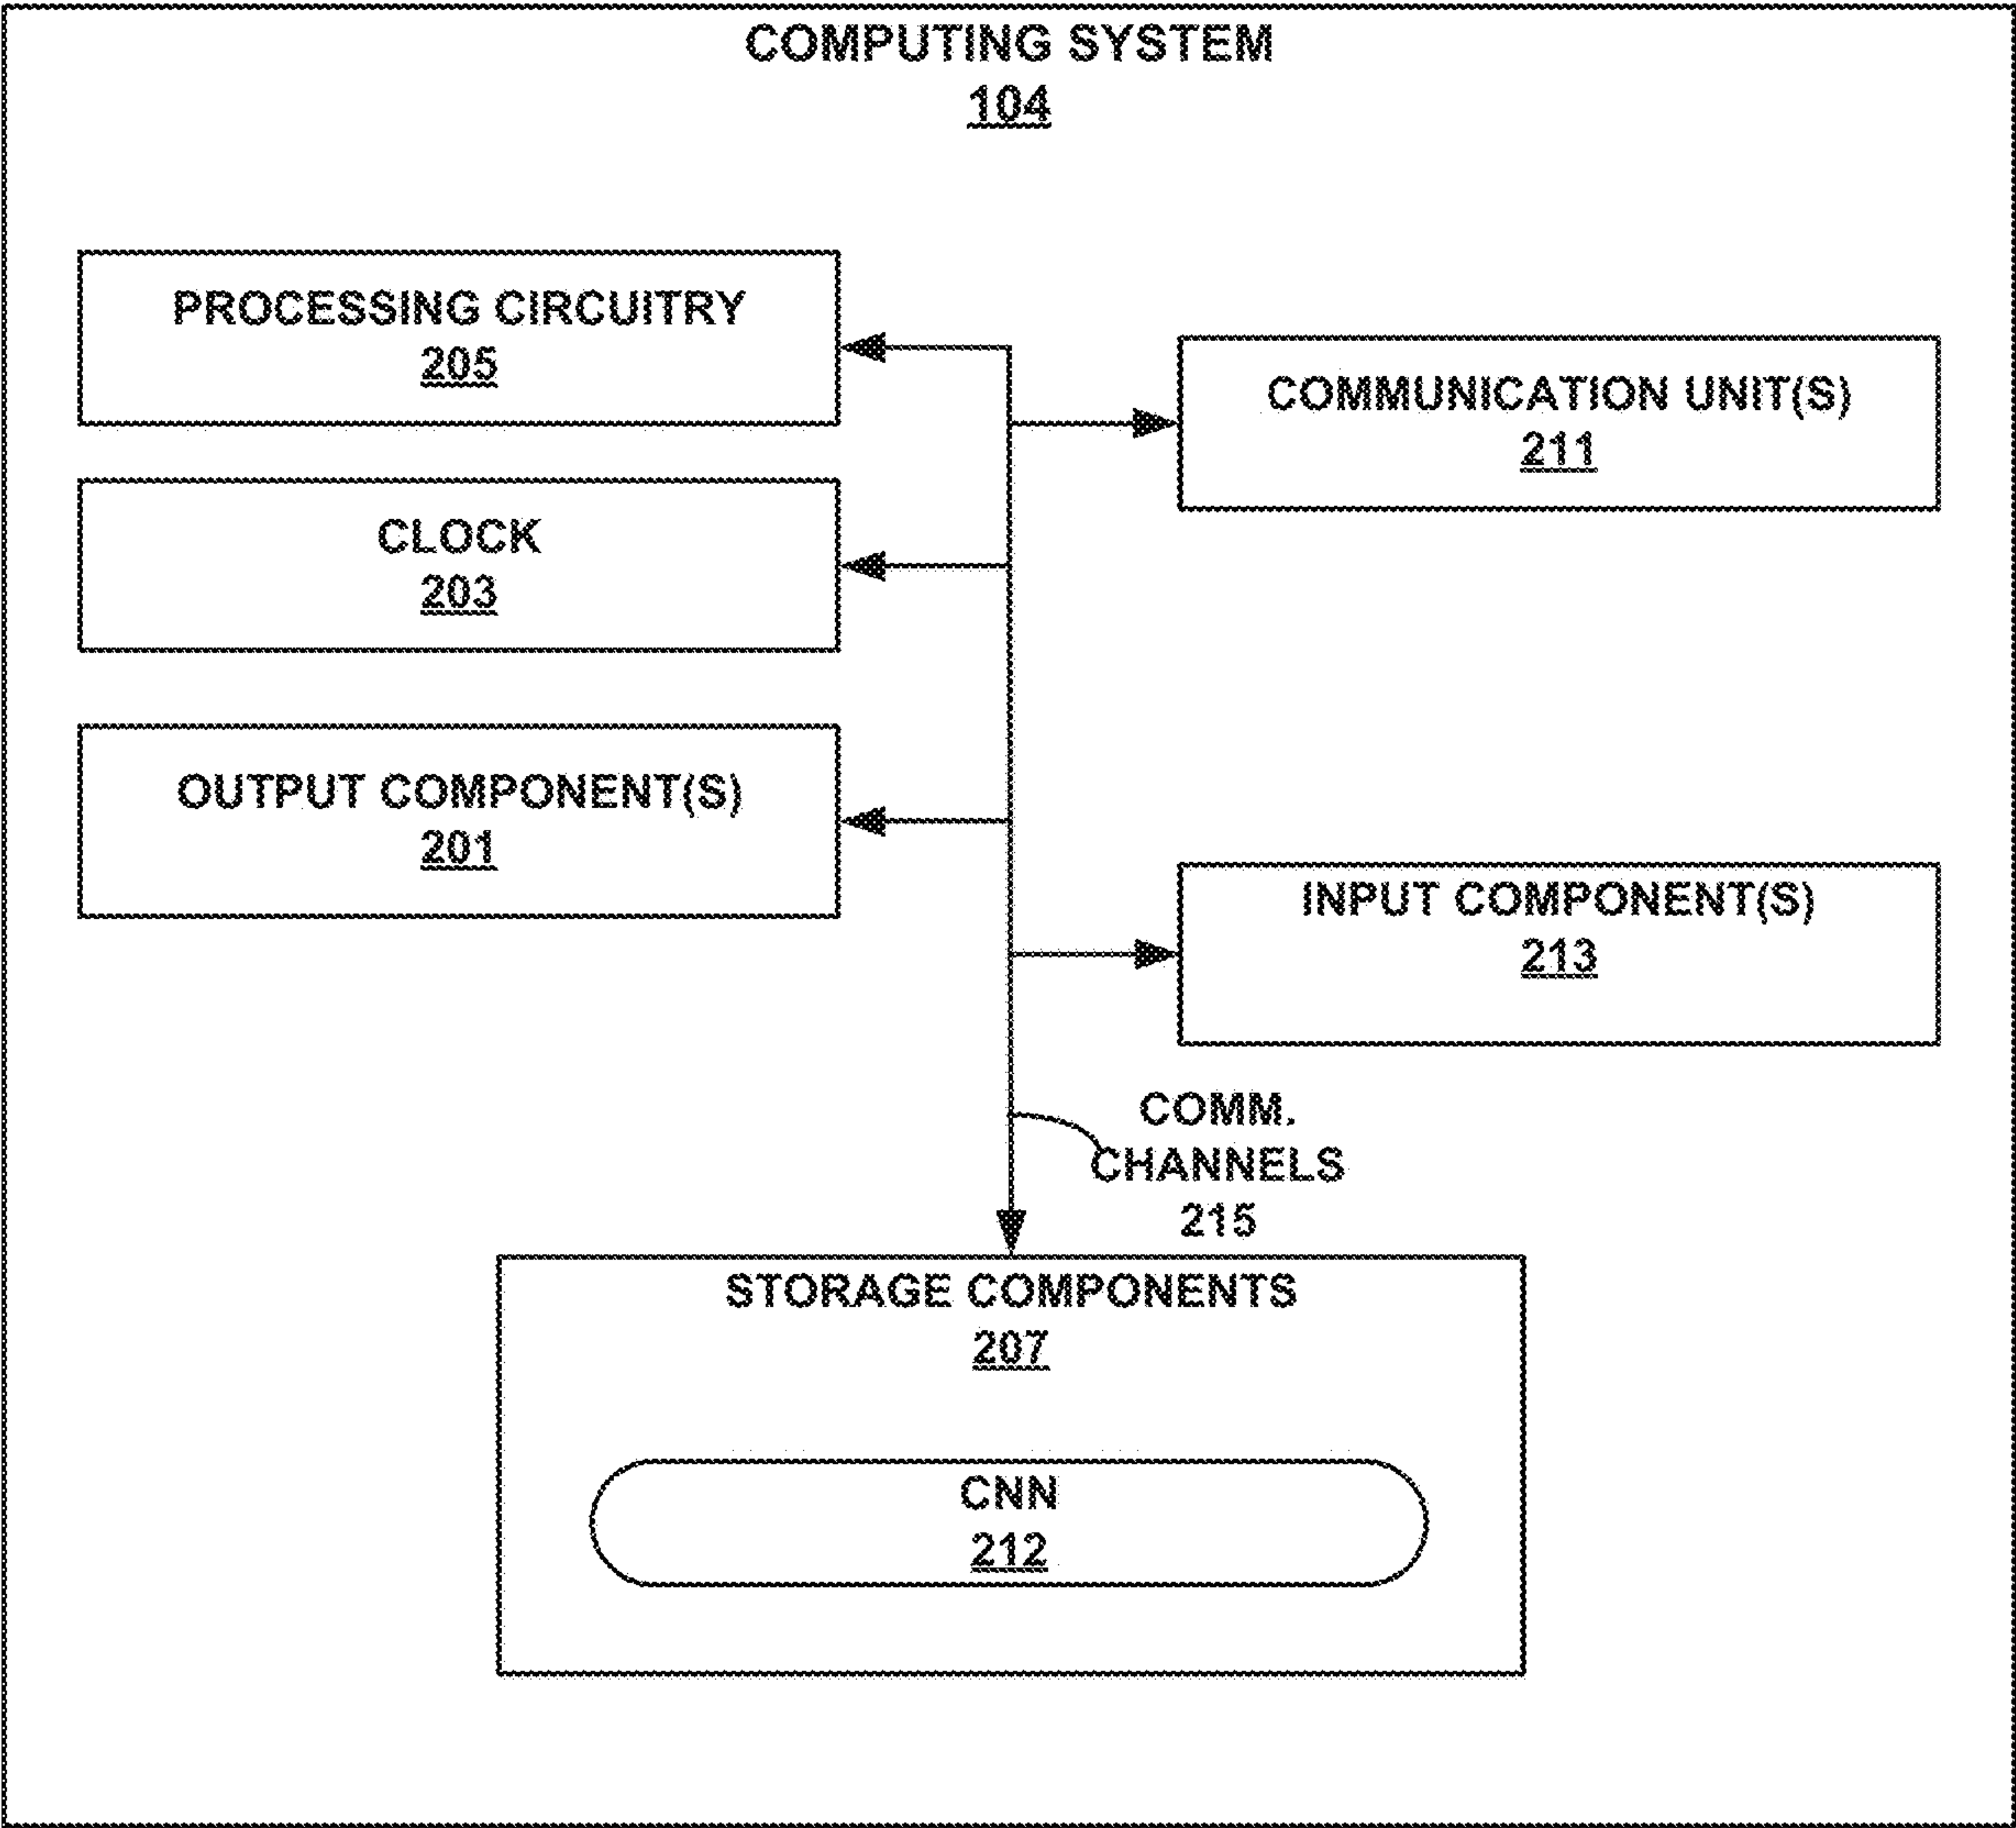 COMPUTING SYSTEM
104
PROCESSING CIRCUITRY
205
COMMUNICATION UNIT(S)
211
CLOCK
203
OUTPUT COMPONENT(S)
201
INPUT COMPONENT(S)
213
COMM.
CHANNELS
215
STORAGE COMPONENTS
207
CNN
212